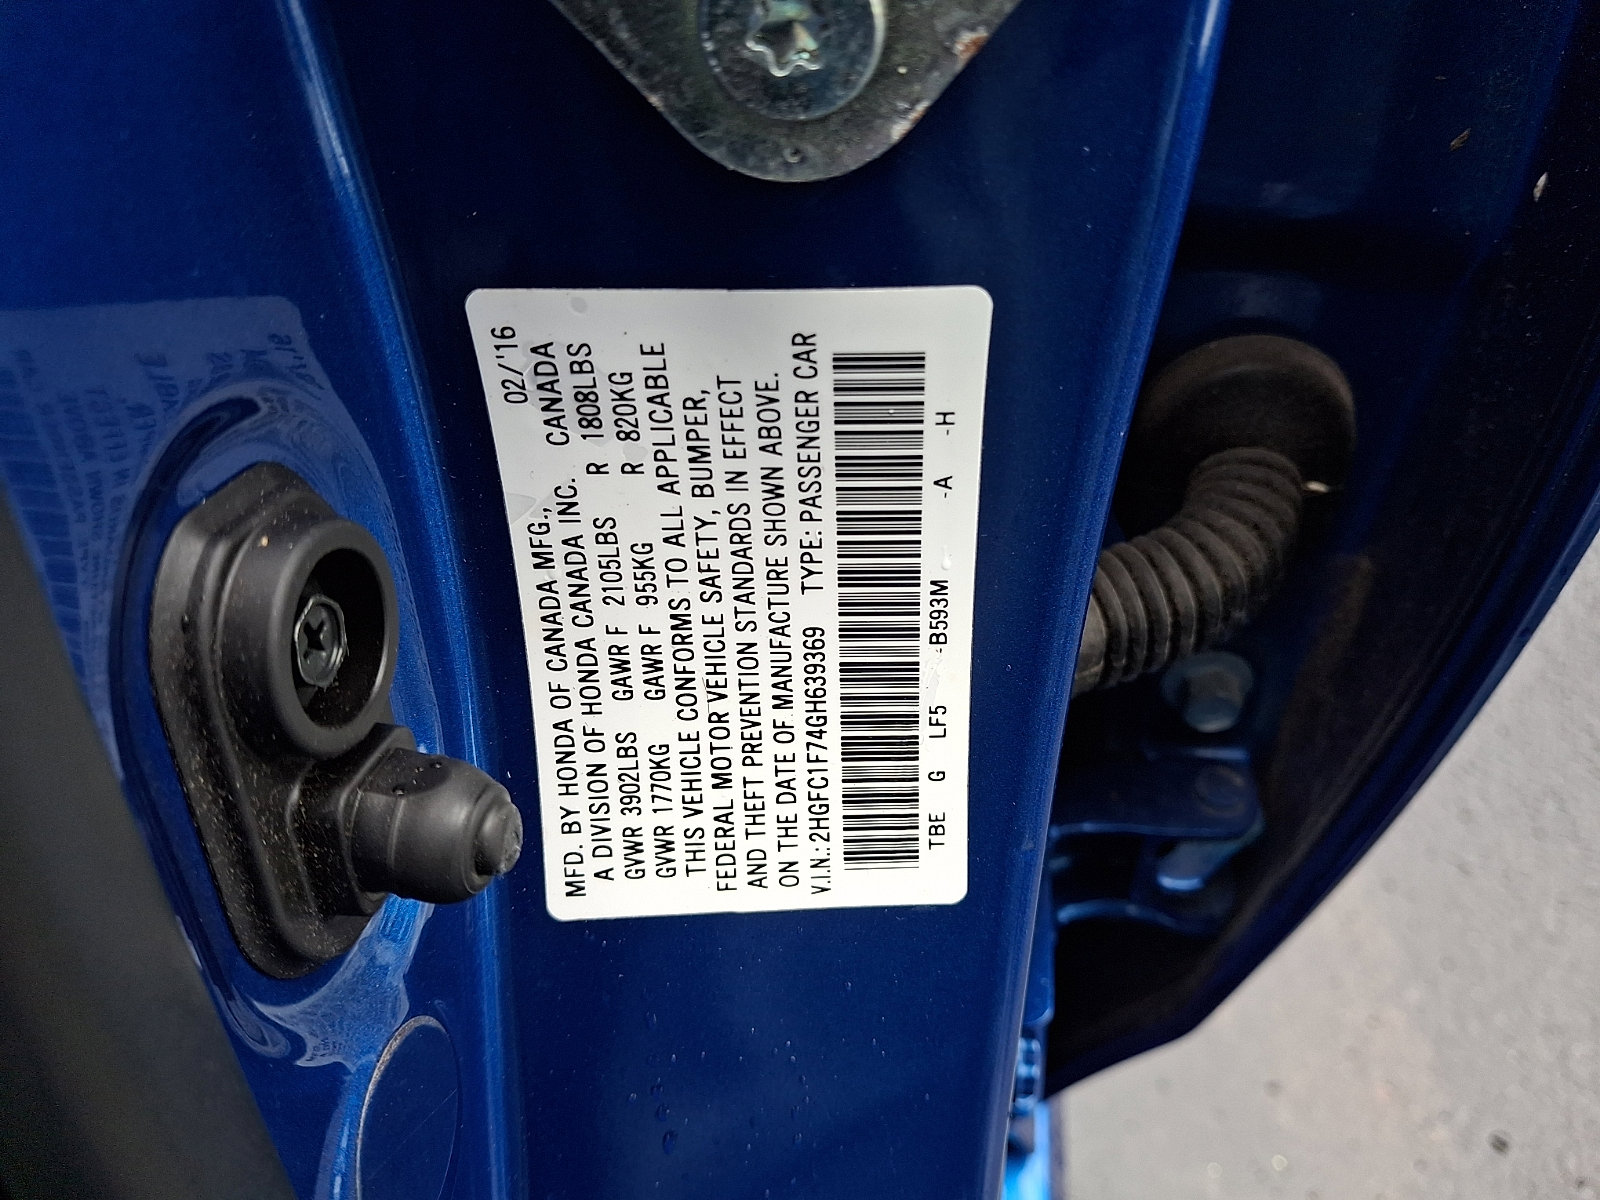 02/'16
MFD. BY HONDA OF CANADA MFG., CANADA
A DIVISION OF HONDA CANADA INC.
GVWR 3902LBS GAWR F 2105LBS R 1808LBS
GVWR 1770KG GAWR F 955KG R 820KG
THIS VEHICLE CONFORMS TO ALL APPLICABLE
FEDERAL MOTOR VEHICLE SAFETY, BUMPER,
AND THEFT PREVENTION STANDARDS IN EFFECT
ON THE DATE OF MANUFACTURE SHOWN ABOVE.
V.I.N.: 2HGFC1F74GH639369 TYPE: PASSENGER CAR
TBE G LF5 -B593M -A -H